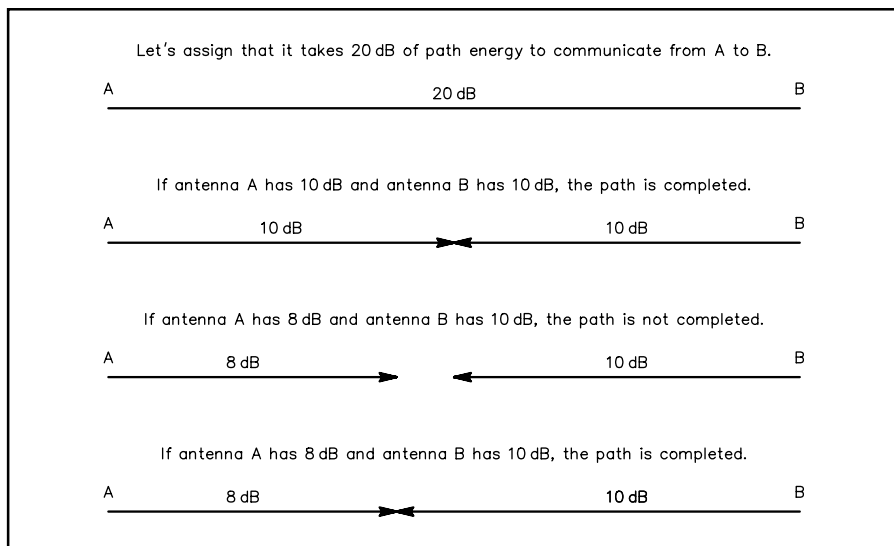 Let's assign that it takes 20 dB of path energy to communicate from A to B.
A 20 dB B
If antenna A has 10 dB and antenna B has 10 dB, the path is completed.
A 10 dB 10 dB B
If antenna A has 8 dB and antenna B has 10 dB, the path is not completed.
A 8 dB 10 dB B
If antenna A has 8 dB and antenna B has 10 dB, the path is completed.
A 8 dB 10 dB B